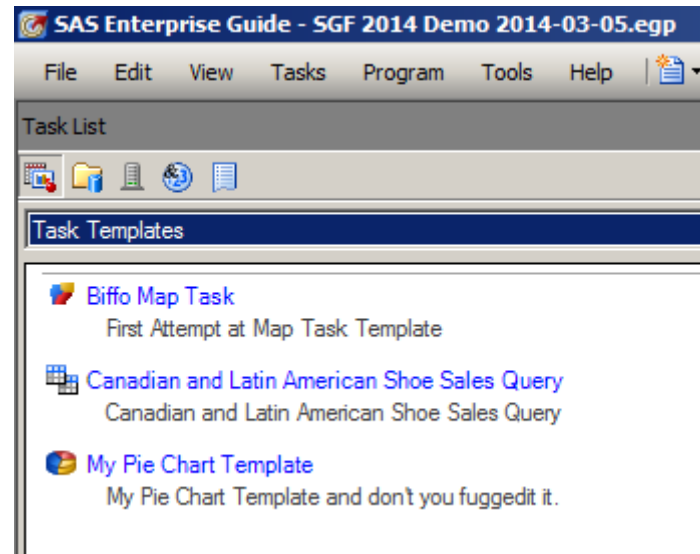 SAS Enterprise Guide - SGF 2014 Demo 2014-03-05.egp
File Edit View Tasks Program Tools Help
Task List
Task Templates
Biffo Map Task
First Attempt at Map Task Template
Canadian and Latin American Shoe Sales Query
Canadian and Latin American Shoe Sales Query
My Pie Chart Template
My Pie Chart Template and don't you fuggedit it.